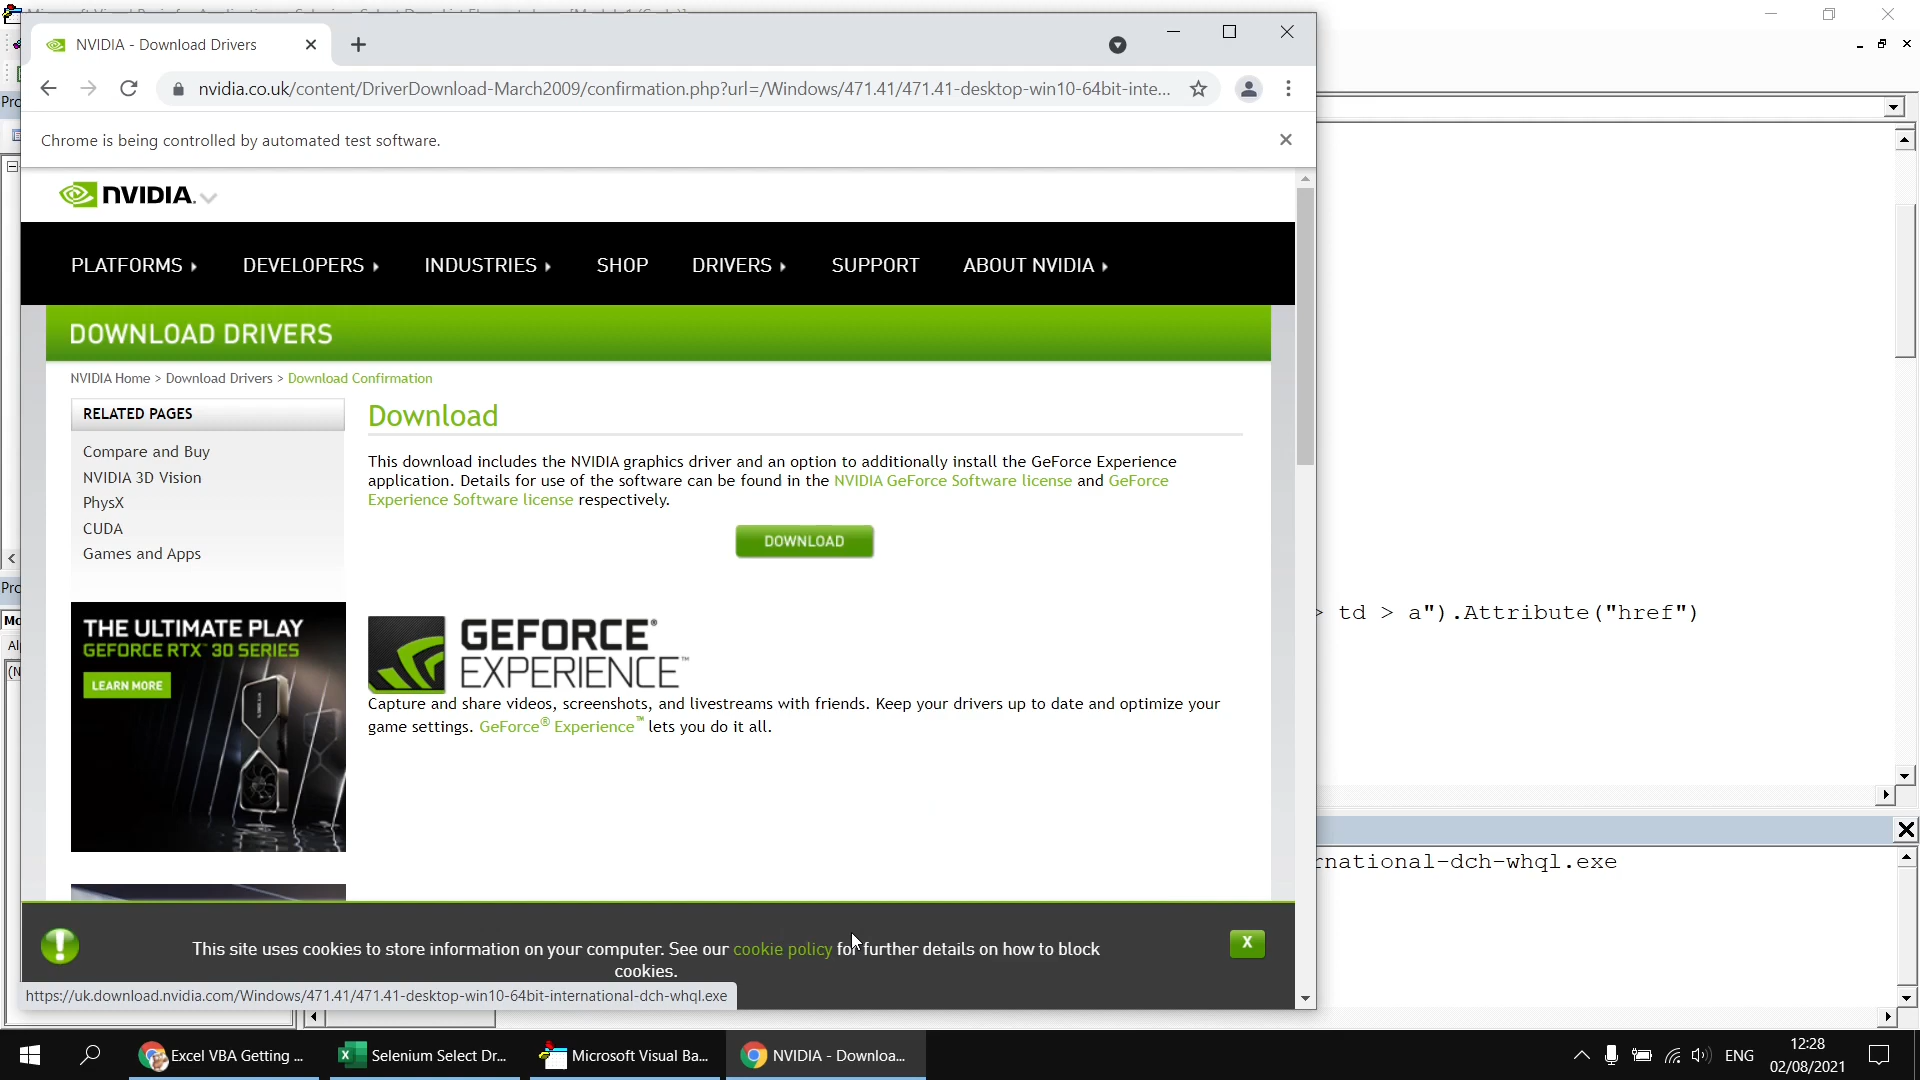 NVIDIA - Download Drivers
nvidia.co.uk/content/DriverDownload-March2009/confirmation.php?url=/Windows/471.41/471.41-desktop-win10-64bit-inte...
Pro
Chrome is being controlled by automated test software.
NVIDIA.
PLATFORMS DEVELOPERS INDUSTRIES SHOP DRIVERS SUPPORT ABOUT NVIDIA
DOWNLOAD DRIVERS
NVIDIA Home > Download Drivers > Download Confirmation
RELATED PAGES
Compare and Buy
NVIDIA 3D Vision
PhysX
CUDA
Games and Apps
Download
This download includes the NVIDIA graphics driver and an option to additionally install the GeForce Experience
application. Details for use of the software can be found in the NVIDIA GeForce Software license and GeForce
Experience Software license respectively.
DOWNLOAD
THE ULTIMATE PLAY
GEFORCE RTX™ 30 SERIES
LEARN MORE
GEFORCE®
EXPERIENCE™
Capture and share videos, screenshots, and livestreams with friends. Keep your drivers up to date and optimize your
game settings. GeForce® Experience™ lets you do it all.
> td > a").Attribute("href")
rnational-dch-whql.exe
This site uses cookies to store information on your computer. See our cookie policy for further details on how to block
cookies.
X
https://uk.download.nvidia.com/Windows/471.41/471.41-desktop-win10-64bit-international-dch-whql.exe
Excel VBA Getting ...
Selenium Select Dr...
Microsoft Visual Ba...
NVIDIA - Downloa...
ENG
12:28
02/08/2021